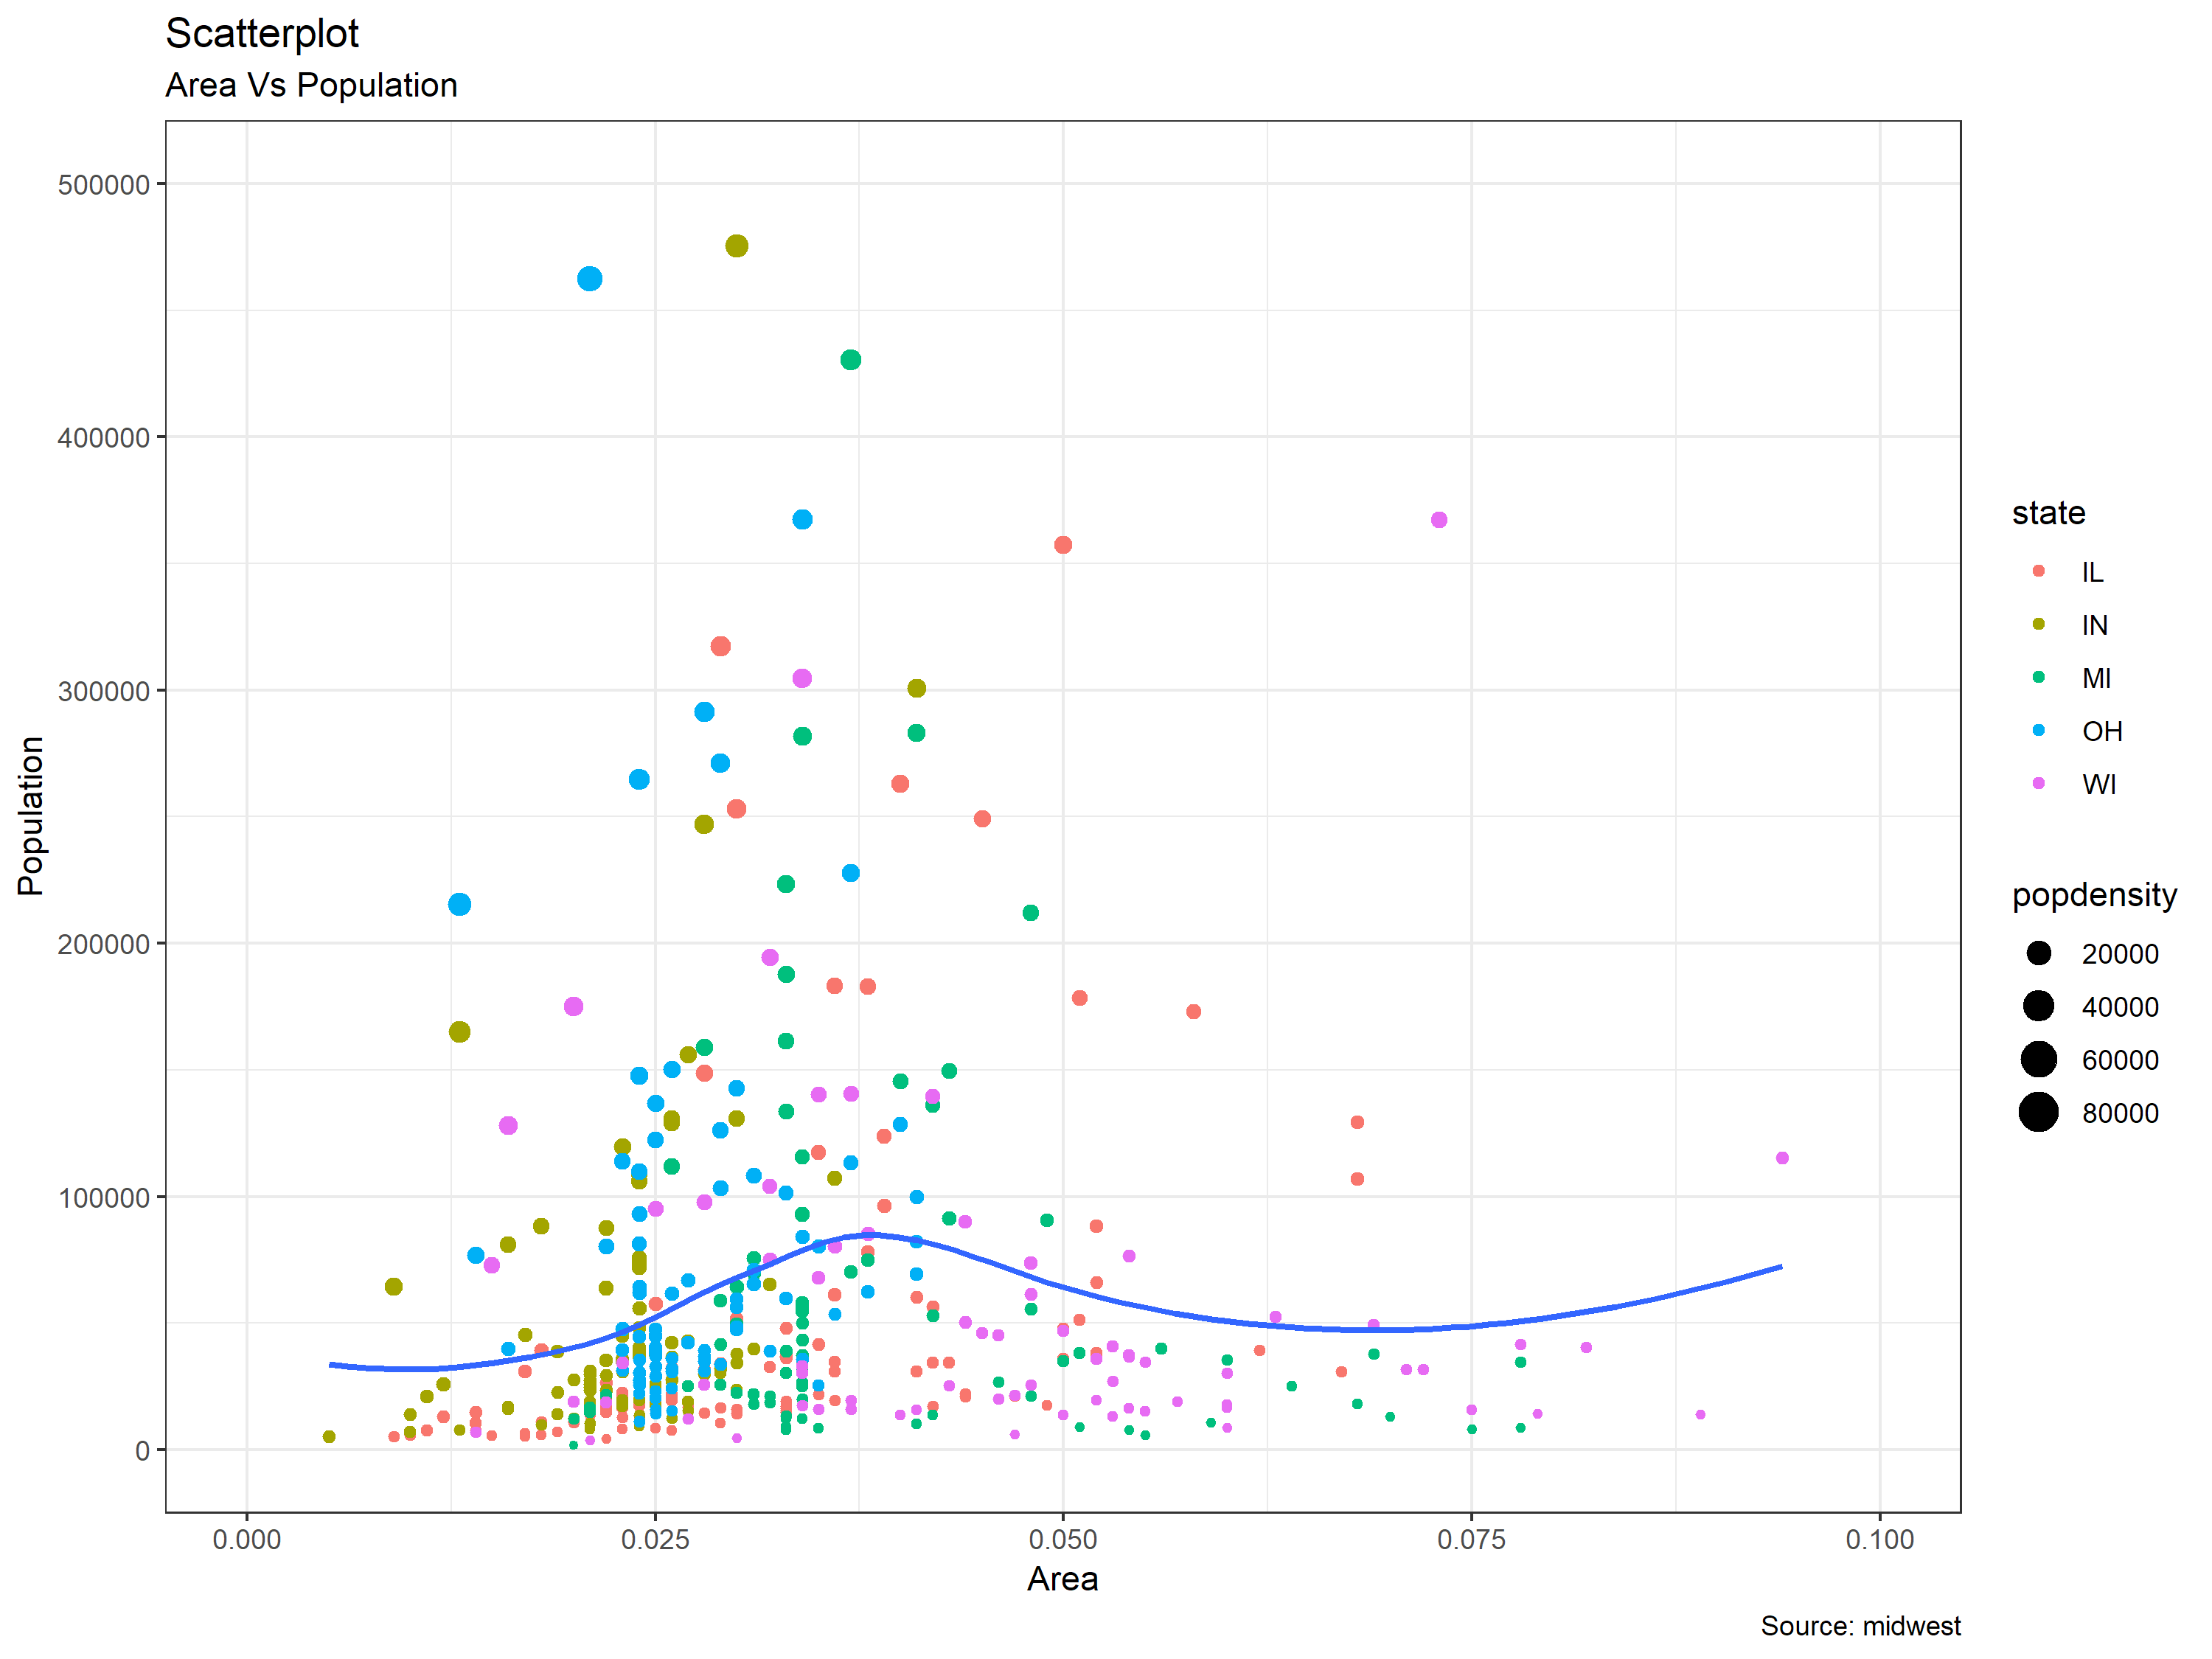 Scatterplot
Area Vs Population
500000
400000
300000
200000
100000
0
Population
0.000 0.025 0.050 0.075 0.100
Area
state
IL
IN
MI
OH
WI
popdensity
20000
40000
60000
80000
Source: midwest